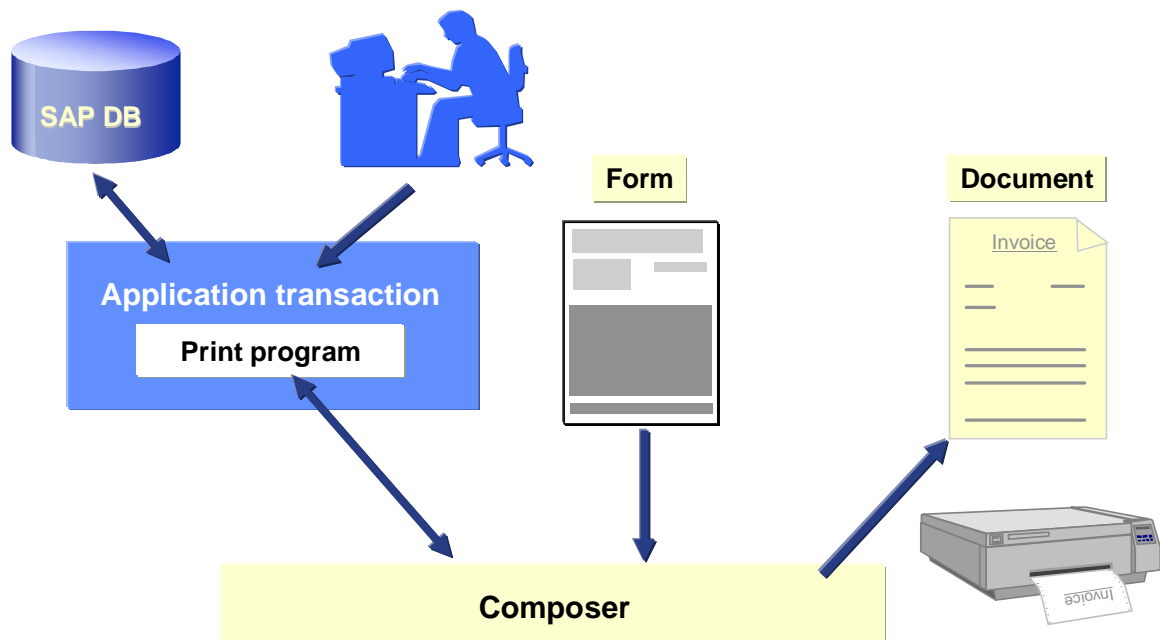 SAP DB
Form
Document
Invoice
Application transaction
Print program
Invoice
Composer